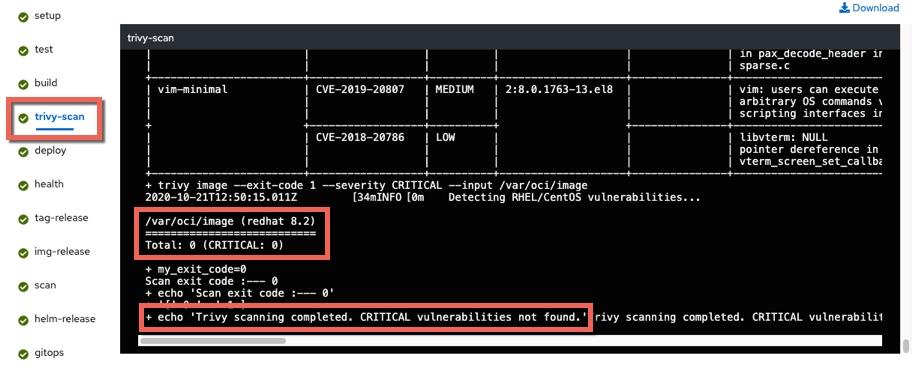 Download
setup
test
build
trivy-scan
deploy
health
tag-release
img-release
scan
helm-release
gitops
trivy-scan
in pax_decode_header in
sparse.c
vim-minimal | CVE-2019-20807 | MEDIUM | 2:8.0.1763-13.el8 | | vim: users can execute
arbitrary OS commands v
scripting interfaces in
CVE-2018-20786 | LOW | | | libvterm: NULL
pointer dereference in
vterm_screen_set_callba
+ trivy image --exit-code 1 --severity CRITICAL --input /var/oci/image
2020-10-21T12:50:15.011Z [34mINFO[0m Detecting RHEL/CentOS vulnerabilities...
/var/oci/image (redhat 8.2)
==========================
Total: 0 (CRITICAL: 0)
+ my_exit_code=0
Scan exit code :--- 0
+ echo 'Scan exit code :--- 0'
+ echo 'Trivy scanning completed. CRITICAL vulnerabilities not found.' rivy scanning completed. CRITICAL vulnerabilit